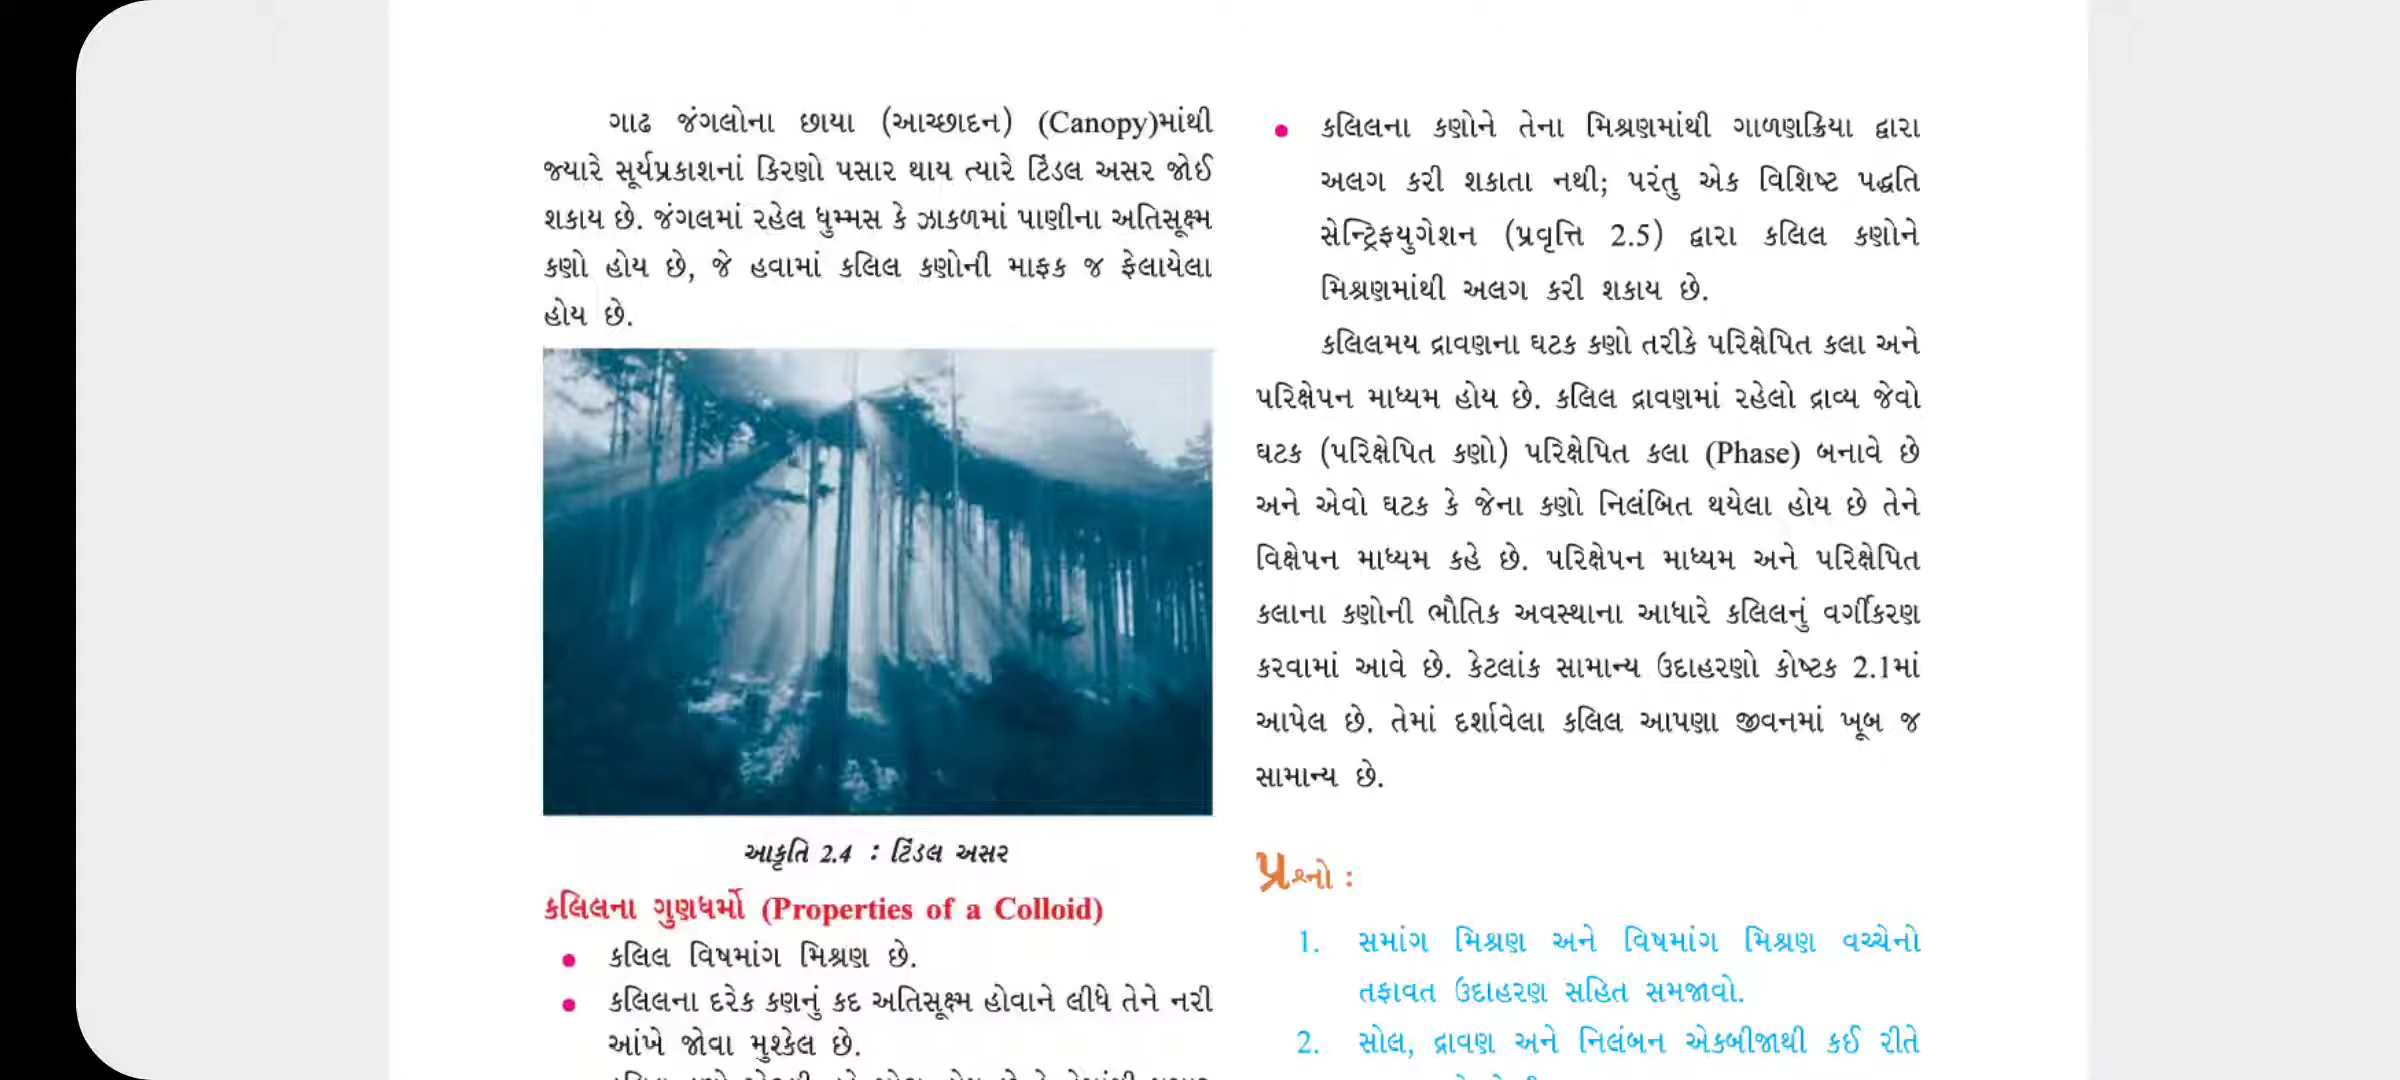 ગાઢ જંગલોના છાયા (આચ્છાદન) (Canopy)માંથી
જ્યારે સૂર્યપ્રકાશનાં કિરણો પસાર થાય ત્યારે ટિંડલ અસર જોઈ
શકાય છે. જંગલમાં રહેલ ધુમ્મસ કે ઝાકળમાં પાણીના અતિસૂક્ષ્મ
કણો હોય છે, જે હવામાં કલિલ કણોની માફક જ ફેલાયેલા
હોય છે.
આકૃતિ 2.4 : ટિંડલ અસર
કલિલના ગુણધર્મો (Properties of a Colloid)
• કલિલ વિષમાંગ મિશ્રણ છે.
• કલિલના દરેક કણનું કદ અતિસૂક્ષ્મ હોવાને લીધે તેને નરી
આંખે જોવા મુશ્કેલ છે.
• કલિલના કણોને તેના મિશ્રણમાંથી ગાળણક્રિયા દ્વારા
અલગ કરી શકાતા નથી; પરંતુ એક વિશિષ્ટ પદ્ધતિ
સેન્ટ્રિફયુગેશન (પ્રવૃત્તિ 2.5) દ્વારા કલિલ કણોને
મિશ્રણમાંથી અલગ કરી શકાય છે.
કલિલમય દ્રાવણના ઘટક કણો તરીકે પરિક્ષેપિત કલા અને
પરિક્ષેપન માધ્યમ હોય છે. કલિલ દ્રાવણમાં રહેલો દ્રાવ્ય જેવો
ઘટક (પરિક્ષેપિત કણો) પરિક્ષેપિત કલા (Phase) બનાવે છે
અને એવો ઘટક કે જેના કણો નિલંબિત થયેલા હોય છે તેને
વિક્ષેપન માધ્યમ કહે છે. પરિક્ષેપન માધ્યમ અને પરિક્ષેપિત
કલાના કણોની ભૌતિક અવસ્થાના આધારે કલિલનું વર્ગીકરણ
કરવામાં આવે છે. કેટલાંક સામાન્ય ઉદાહરણો કોષ્ટક 2.1માં
આપેલ છે. તેમાં દર્શાવેલા કલિલ આપણા જીવનમાં ખૂબ જ
સામાન્ય છે.
પ્રશ્નો :
1. સમાંગ મિશ્રણ અને વિષમાંગ મિશ્રણ વચ્ચેનો
તફાવત ઉદાહરણ સહિત સમજાવો.
2. સોલ, દ્રાવણ અને નિલંબન એકબીજાથી કઈ રીતે